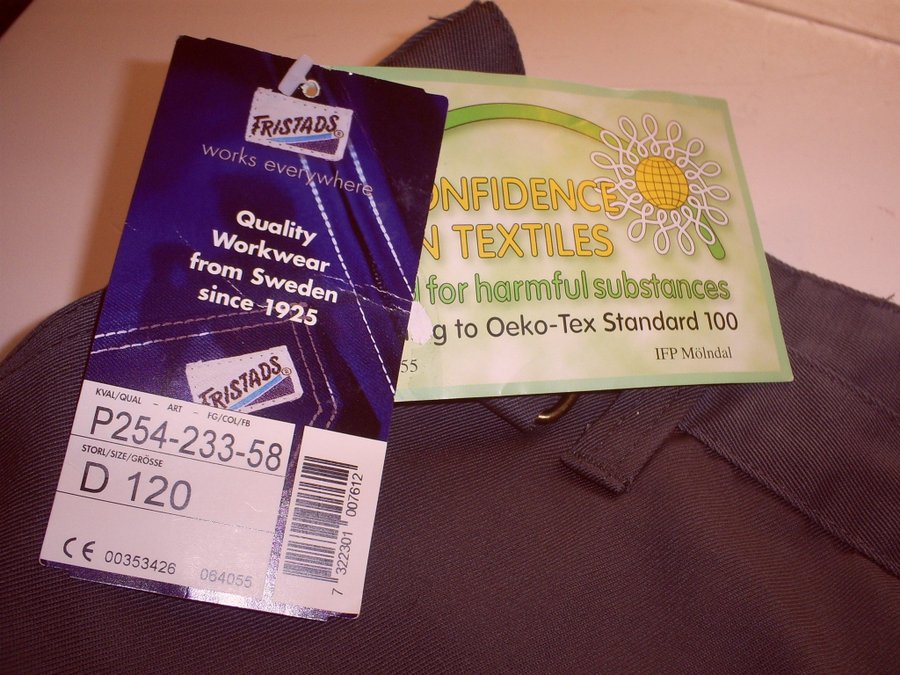 FRISTADS®
works everywhere
Quality
Workwear
from Sweden
since 1925
FRISTADS®
KVAL/QUAL - ART - FG/COL/FB
P254-233-58
STORL/SIZE/GRÖSSE
D 120
CE 00353426 064055
7 322301 007612
ONFIDENCE
N TEXTILES
d for harmful substances
g to Oeko-Tex Standard 100
55 IFP Mölndal